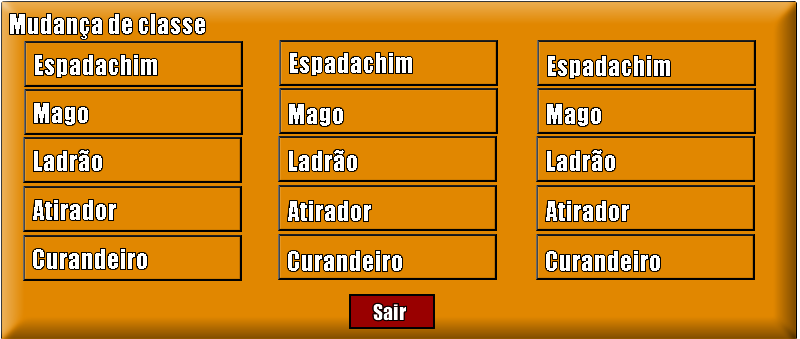 Mudança de classe
Espadachim Espadachim Espadachim
Mago Mago Mago
Ladrão Ladrão Ladrão
Atirador Atirador Atirador
Curandeiro Curandeiro Curandeiro
Sair